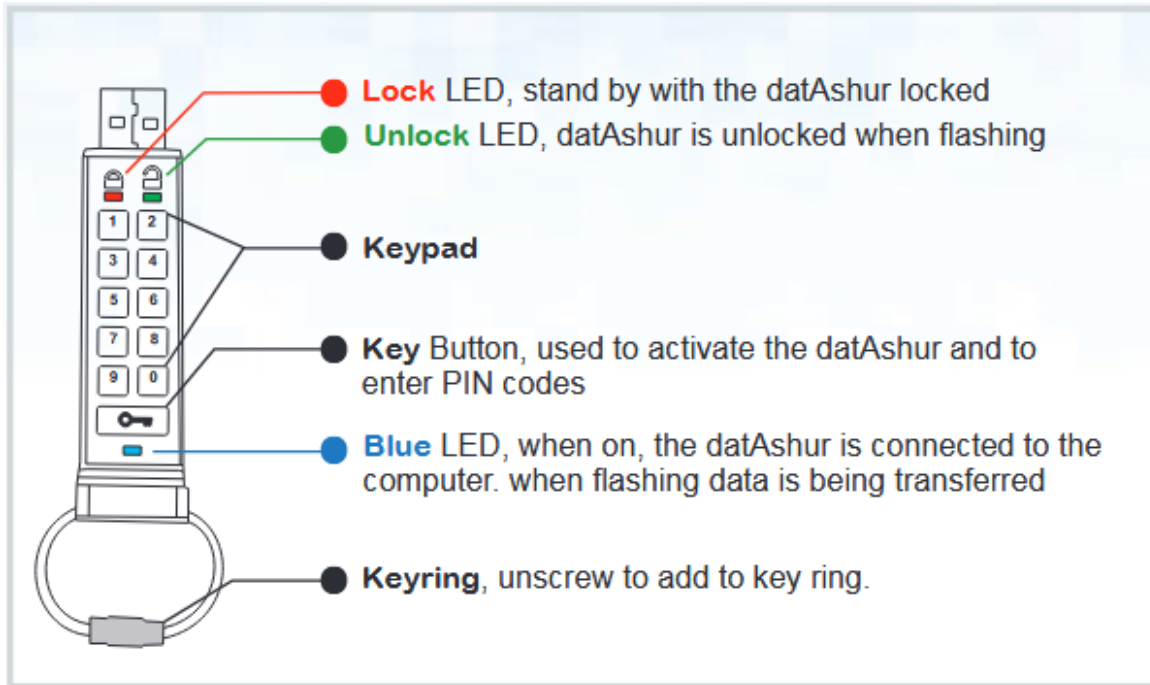 Lock LED, stand by with the datAshur locked
Unlock LED, datAshur is unlocked when flashing
1 2
3 4
5 6
7 8
9 0
Keypad
Key Button, used to activate the datAshur and to
enter PIN codes
Blue LED, when on, the datAshur is connected to the
computer. when flashing data is being transferred
Keyring, unscrew to add to key ring.